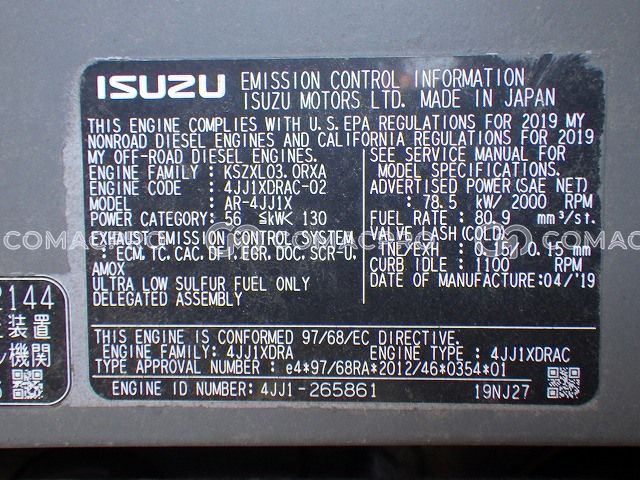 ISUZU EMISSION CONTROL INFORMATION
ISUZU MOTORS LTD. MADE IN JAPAN
THIS ENGINE COMPLIES WITH U.S.EPA REGULATIONS FOR 2019 MY
NONROAD DIESEL ENGINES AND CALIFORNIA REGULATIONS FOR 2019
MY OFF-ROAD DIESEL ENGINES.
ENGINE FAMILY : KSZXL03.0RXA
ENGINE CODE : 4JJ1XDRAC-02
MODEL : AR-4JJ1X
POWER CATEGORY : 56 ≦kW< 130
EXHAUST EMISSION CONTROL SYSTEM
: ECM.TC.CAC.DFI.EGR.DOC.SCR-U.
AMOX
ULTRA LOW SULFUR FUEL ONLY
DELEGATED ASSEMBLY
SEE SERVICE MANUAL FOR
MODEL SPECIFICATIONS.
ADVERTISED POWER(SAE NET)
: 78.5 kW/ 2000 RPM
FUEL RATE : 80.9 mm³/st.
VALVE LASH (COLD)
INE/EXH : 0.15 / 0.15 mm
CURB IDLE : 1100 RPM
DATE OF MANUFACTURE:04/'19
THIS ENGINE IS CONFORMED 97/68/EC DIRECTIVE.
ENGINE FAMILY: 4JJ1XDRA ENGINE TYPE : 4JJ1XDRAC
TYPE APPROVAL NUMBER : e4*97/68RA*2012/46*0354*01
ENGINE ID NUMBER: 4JJ1-265861 19NJ27
2144
装置
機関